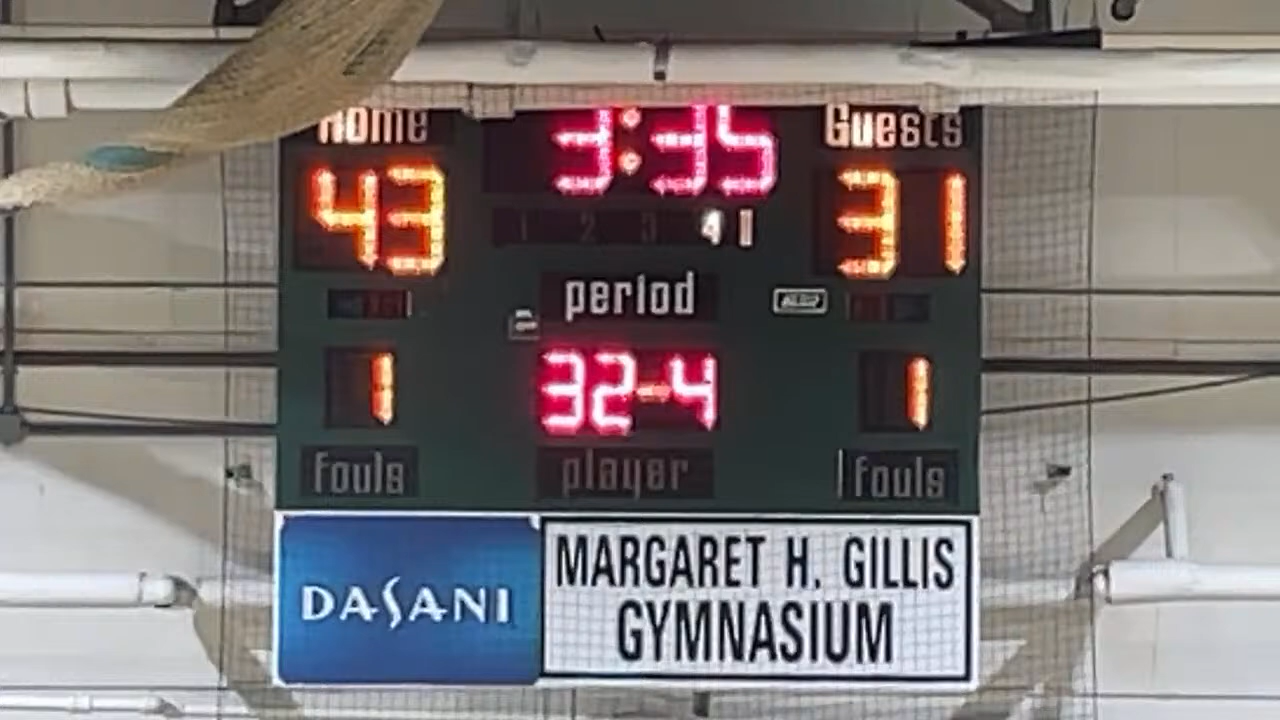 Home 3:35 Guests
43 1 2 3 4 31
period
1 32-4 1
fouls player fouls
DASANI MARGARET H. GILLIS
GYMNASIUM